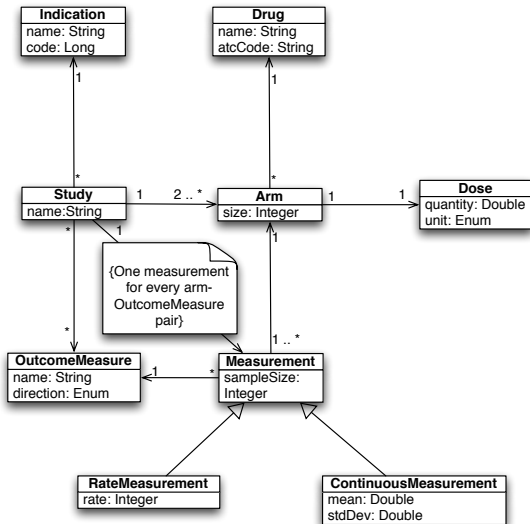 Indication
name: String
code: Long
Drug
name: String
atcCode: String
1
1
*
*
Study
name:String
1
2 .. *
Arm
size: Integer
1
1
Dose
quantity: Double
unit: Enum
*
1
1
{One measurement
for every arm-
OutcomeMeasure
pair}
*
1 .. *
OutcomeMeasure
name: String
direction: Enum
1
*
Measurement
sampleSize:
Integer
RateMeasurement
rate: Integer
ContinuousMeasurement
mean: Double
stdDev: Double